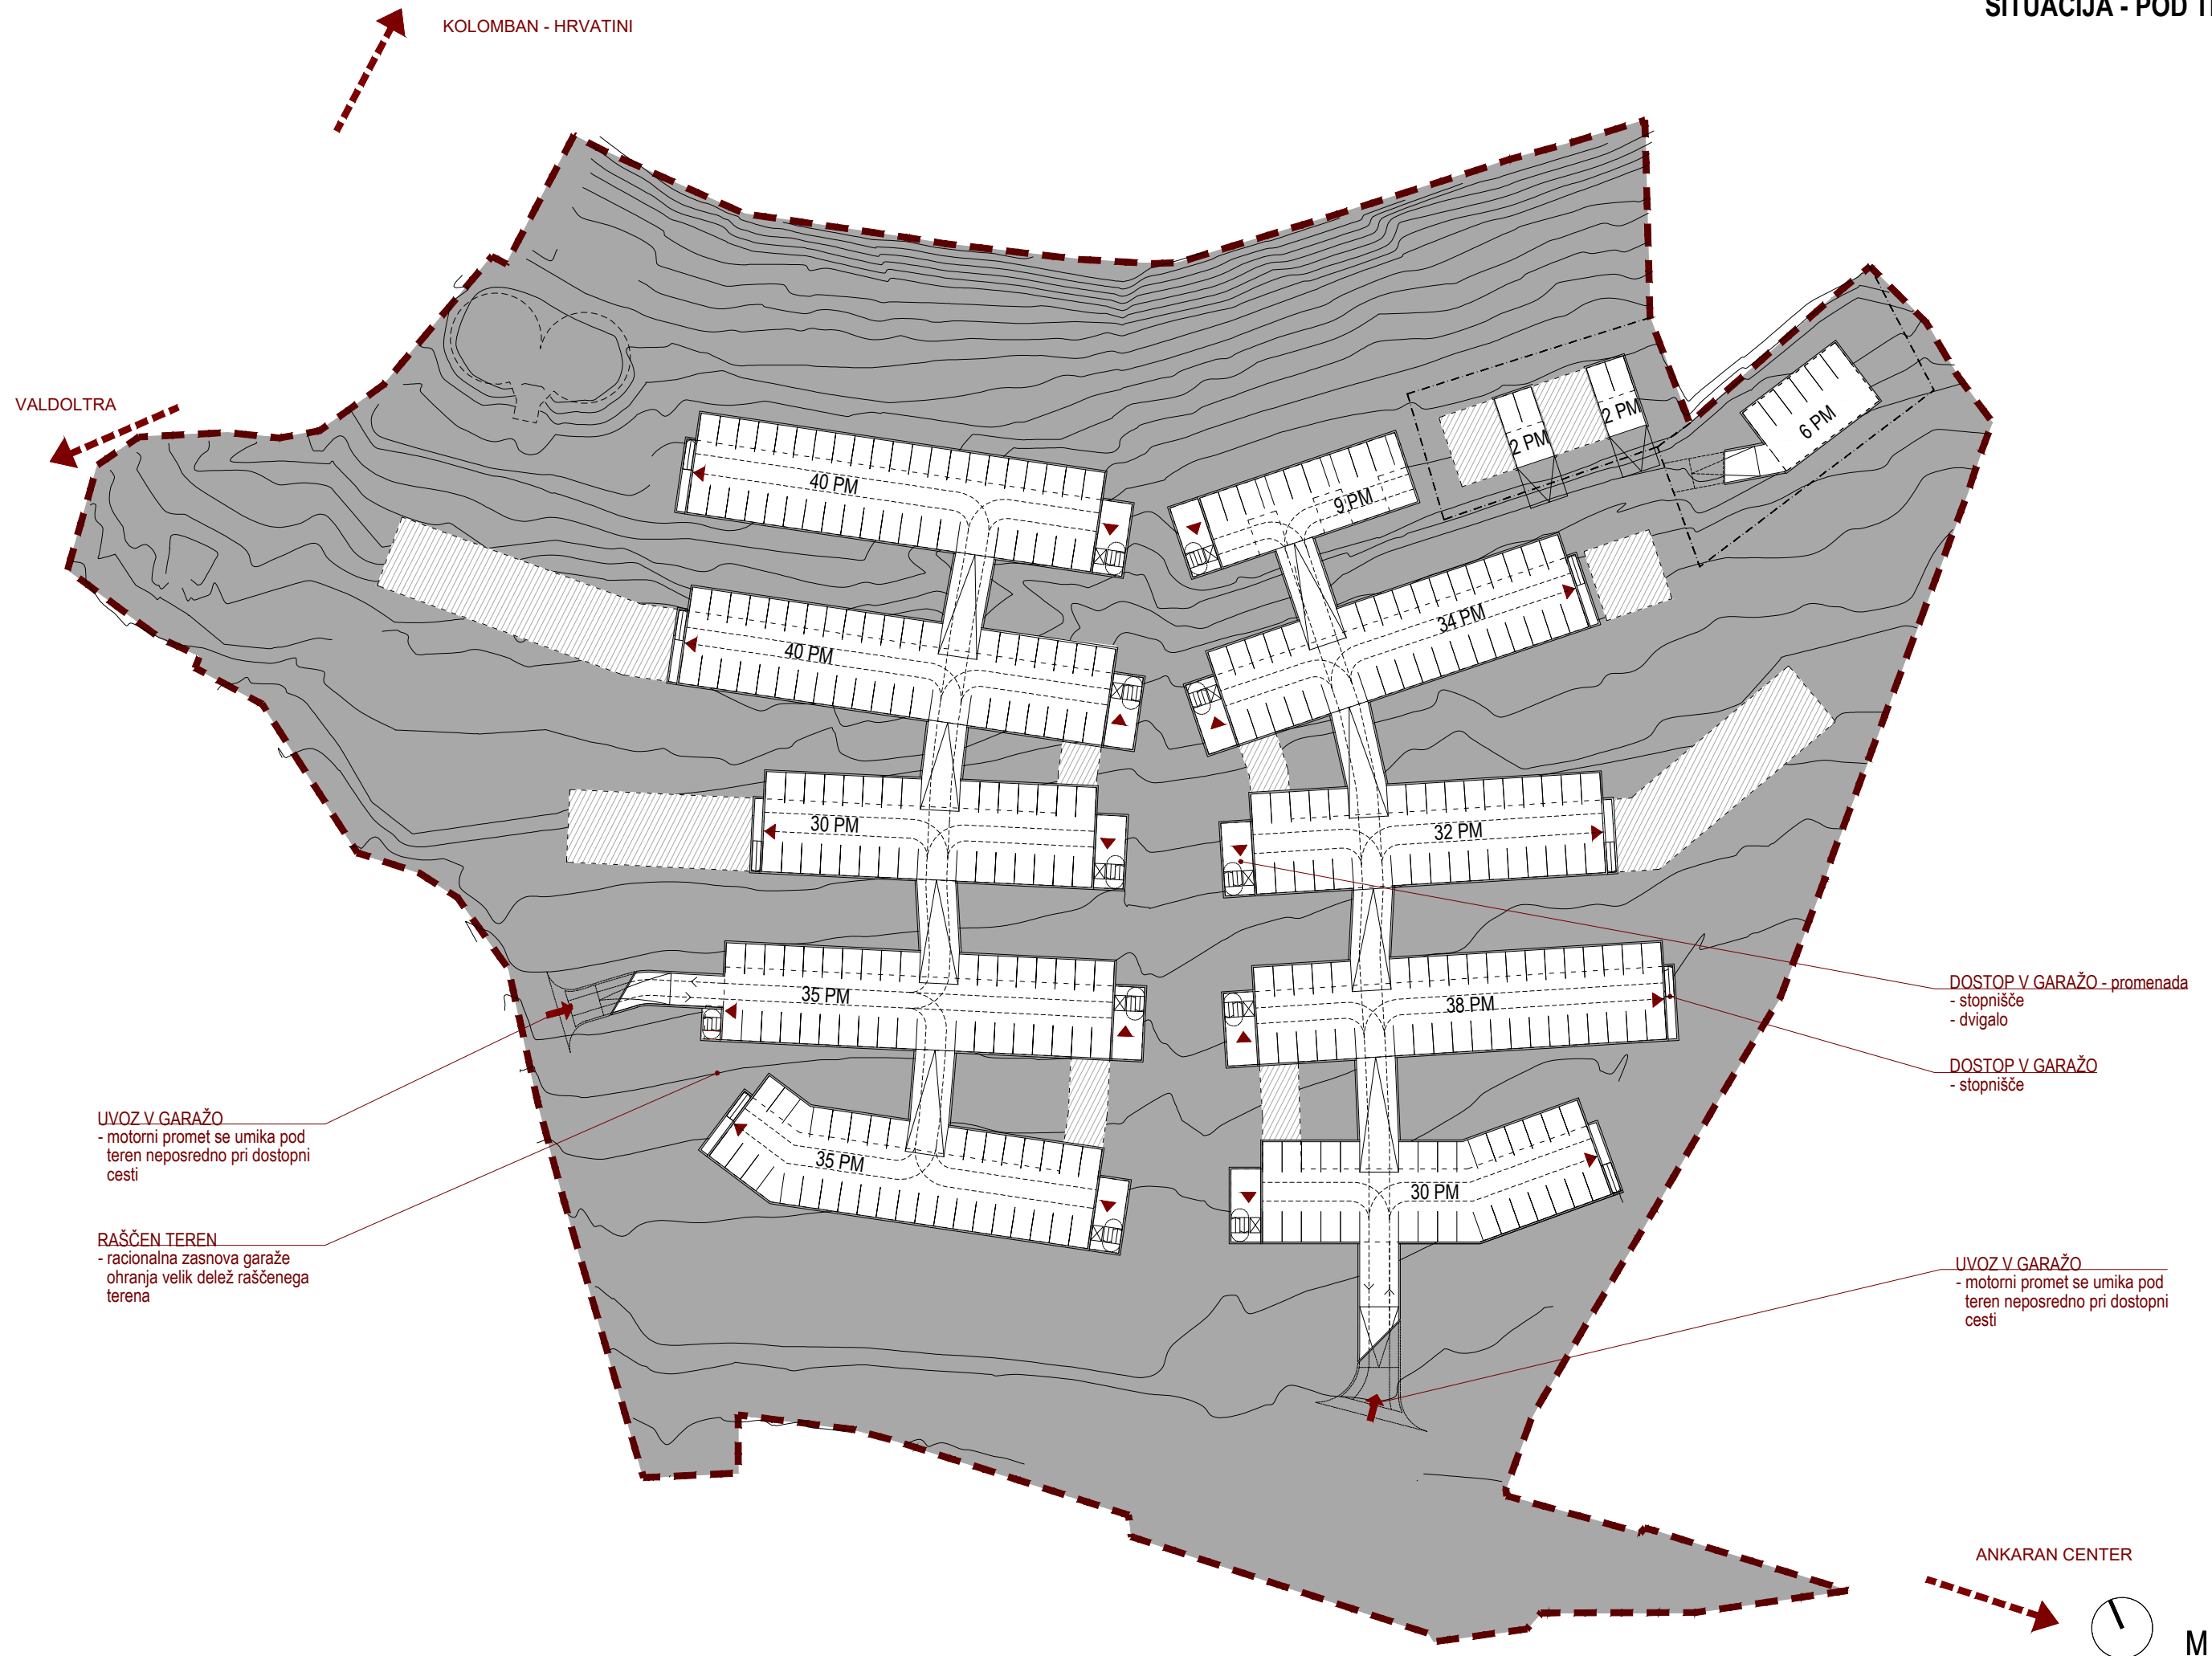 SITUACIJA - POD
KOLOMBAN - HRVATINI
VALDOLTRA
40 PM
9 PM
2 PM
2 PM
6 PM
40 PM
34 PM
30 PM
32 PM
35 PM
38 PM
35 PM
30 PM
DOSTOP V GARAŽO - promenada
- stopnišče
- dvigalo
DOSTOP V GARAŽO
- stopnišče
UVOZ V GARAŽO
- motorni promet se umika pod
teren neposredno pri dostopni
cesti
RAŠČEN TEREN
- racionalna zasnova garaže
ohranja velik delež raščenega
terena
UVOZ V GARAŽO
- motorni promet se umika pod
teren neposredno pri dostopni
cesti
ANKARAN CENTER
M